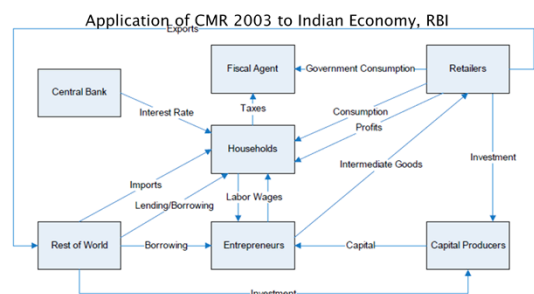 Application of CMR 2003 to Indian Economy, RBI
Exports
Fiscal Agent
Government Consumption
Retailers
Central Bank
Interest Rate
Taxes
Consumption
Profits
Households
Intermediate Goods
Investment
Imports
Lending/Borrowing
Labor Wages
Rest of World
Borrowing
Entrepreneurs
Capital
Capital Producers
Investment